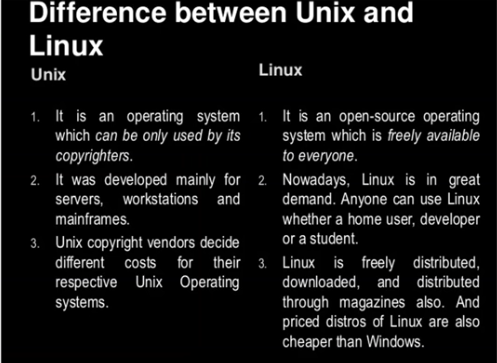 Difference between Unix and
Linux
Unix
1. It is an operating system
which can be only used by its
copyrighters.
2. It was developed mainly for
servers, workstations and
mainframes.
3. Unix copyright vendors decide
different costs for their
respective Unix Operating
systems.
Linux
1. It is an open-source operating
system which is freely available
to everyone.
2. Nowadays, Linux is in great
demand. Anyone can use Linux
whether a home user, developer
or a student.
3. Linux is freely distributed,
downloaded, and distributed
through magazines also. And
priced distros of Linux are also
cheaper than Windows.